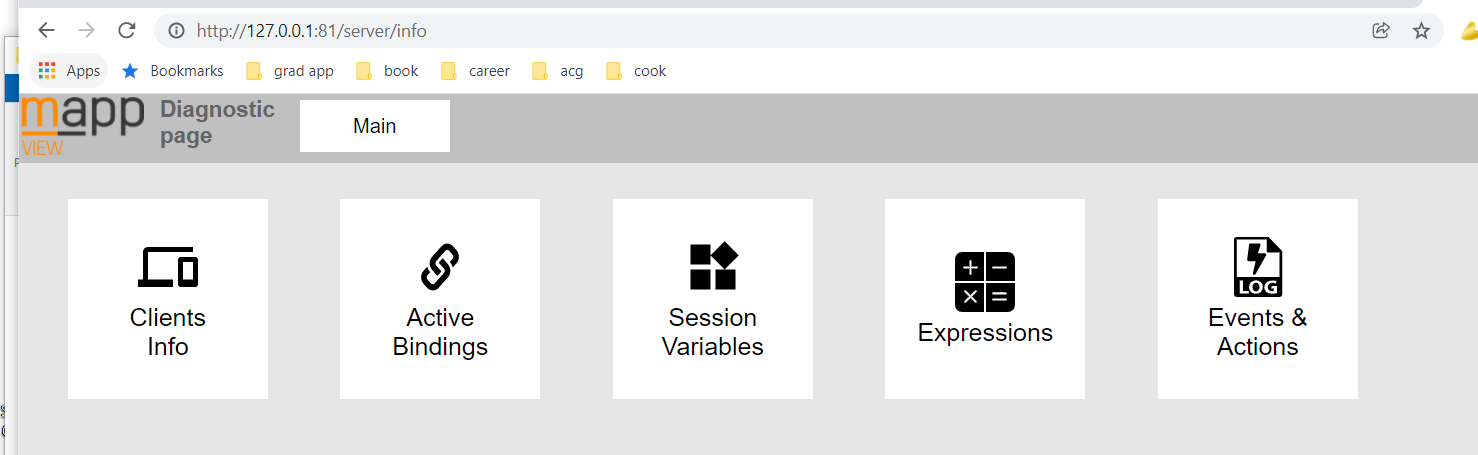 http://127.0.0.1:81/server/info
Apps Bookmarks grad app book career acg cook
mapp
VIEW
Diagnostic
page
Main
Clients
Info
Active
Bindings
Session
Variables
Expressions
LOG
Events &
Actions